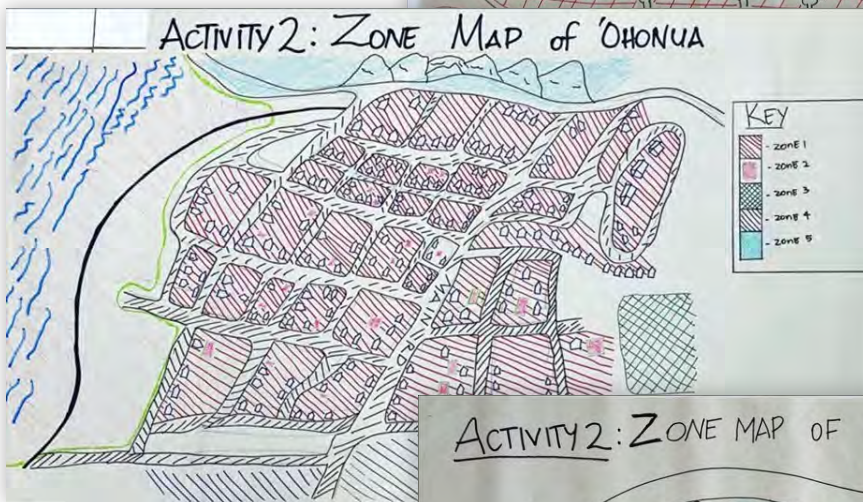 ACTIVITY 2: ZONE MAP of 'OHONUA
KEY
- ZONE 1
- ZONE 2
- ZONE 3
- ZONE 4
- ZONE 5
ACTIVITY 2: ZONE MAP OF